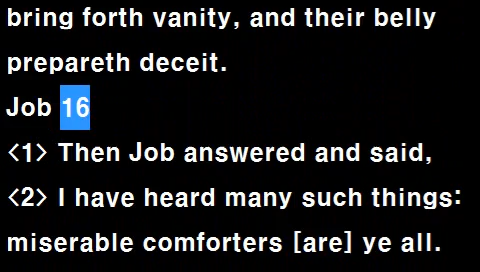 bring forth vanity, and their belly
prepareth deceit.
Job 16
<1> Then Job answered and said,
<2> I have heard many such things:
miserable comforters [are] ye all.